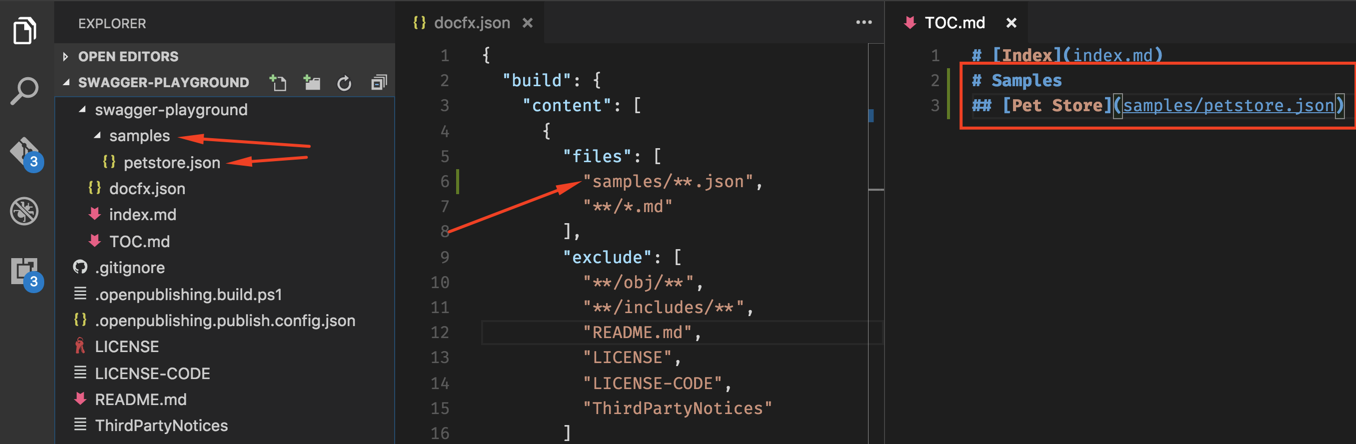 EXPLORER
OPEN EDITORS
SWAGGER-PLAYGROUND
swagger-playground
samples
{} petstore.json
{} docfx.json
index.md
TOC.md
.gitignore
.openpublishing.build.ps1
{} .openpublishing.publish.config.json
LICENSE
LICENSE-CODE
README.md
ThirdPartyNotices
3
3
{} docfx.json ×
...
1 {
2 "build": {
3 "content": [
4 {
5 "files": [
6 "samples/**.json",
7 "**/*.md"
8 ],
9 "exclude": [
10 "**/obj/**",
11 "**/includes/**",
12 "README.md",
13 "LICENSE",
14 "LICENSE-CODE",
15 "ThirdPartyNotices"
16 ]
TOC.md ×
1 # [Index](index.md)
2 # Samples
3 ## [Pet Store](samples/petstore.json)